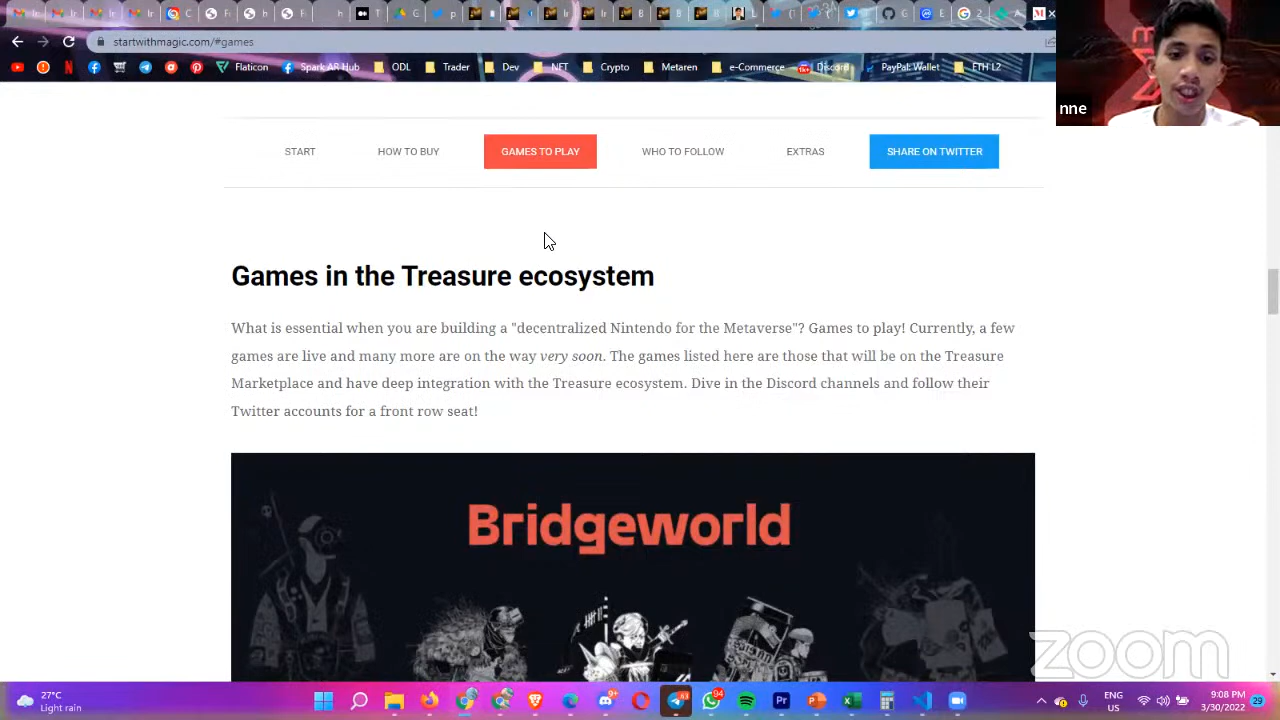 startwithmagic.com/#games
Flaticon
Spark AR Hub
ODL
Trader
Dev
NFT
Crypto
Metaren
e-Commerce
Discord
PayPal: Wallet
ETH L2
nne
START
HOW TO BUY
GAMES TO PLAY
WHO TO FOLLOW
EXTRAS
SHARE ON TWITTER
Games in the Treasure ecosystem
What is essential when you are building a "decentralized Nintendo for the Metaverse"? Games to play! Currently, a few
games are live and many more are on the way very soon. The games listed here are those that will be on the Treasure
Marketplace and have deep integration with the Treasure ecosystem. Dive in the Discord channels and follow their
Twitter accounts for a front row seat!
Bridgeworld
zoom
27°C
Light rain
94
ENG
US
9:08 PM
3/30/2022
29